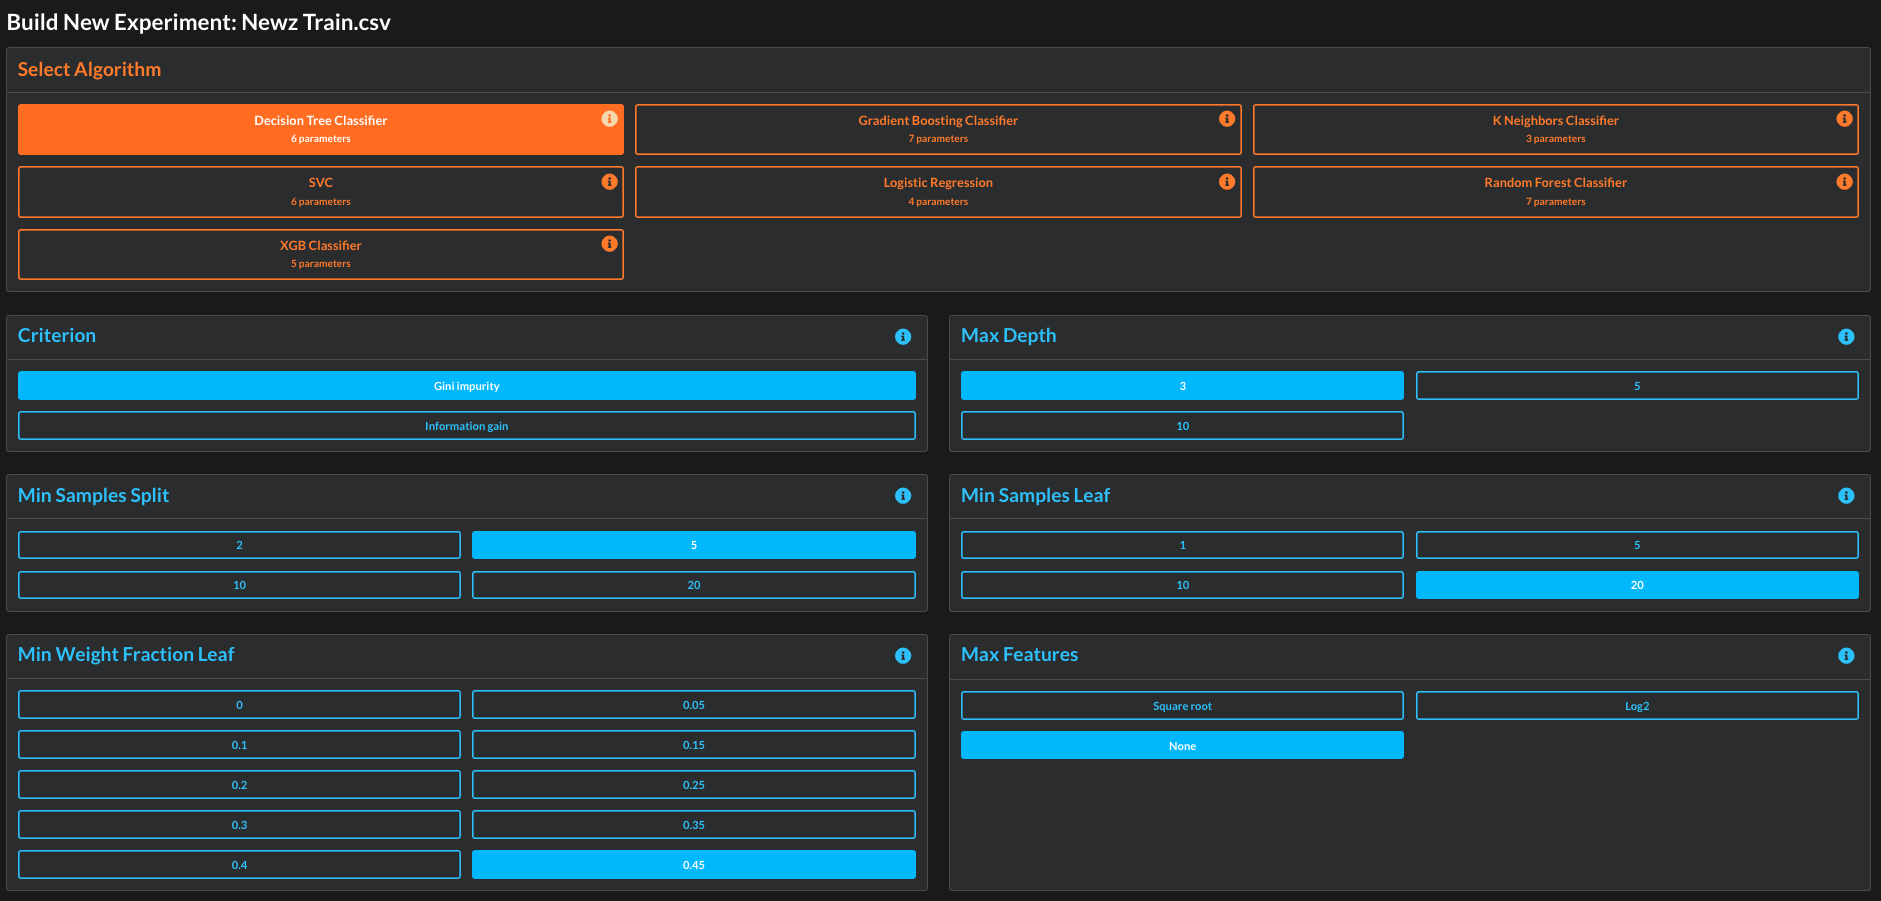 Build New Experiment: Newz Train.csv
Select Algorithm
Decision Tree Classifier
6 parameters
Gradient Boosting Classifier
7 parameters
K Neighbors Classifier
3 parameters
SVC
6 parameters
Logistic Regression
4 parameters
Random Forest Classifier
7 parameters
XGB Classifier
5 parameters
Criterion
Gini impurity
Information gain
Max Depth
3
5
10
Min Samples Split
2
5
10
20
Min Samples Leaf
1
5
10
20
Min Weight Fraction Leaf
0
0.05
0.1
0.15
0.2
0.25
0.3
0.35
0.4
0.45
Max Features
Square root
Log2
None